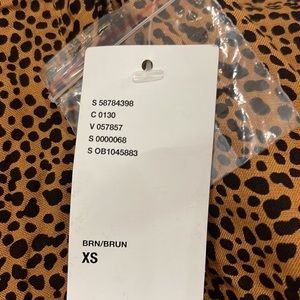 S 58784398
C 0130
V 057857
S 0000068
S OB1045883
BRN/BRUN
XS